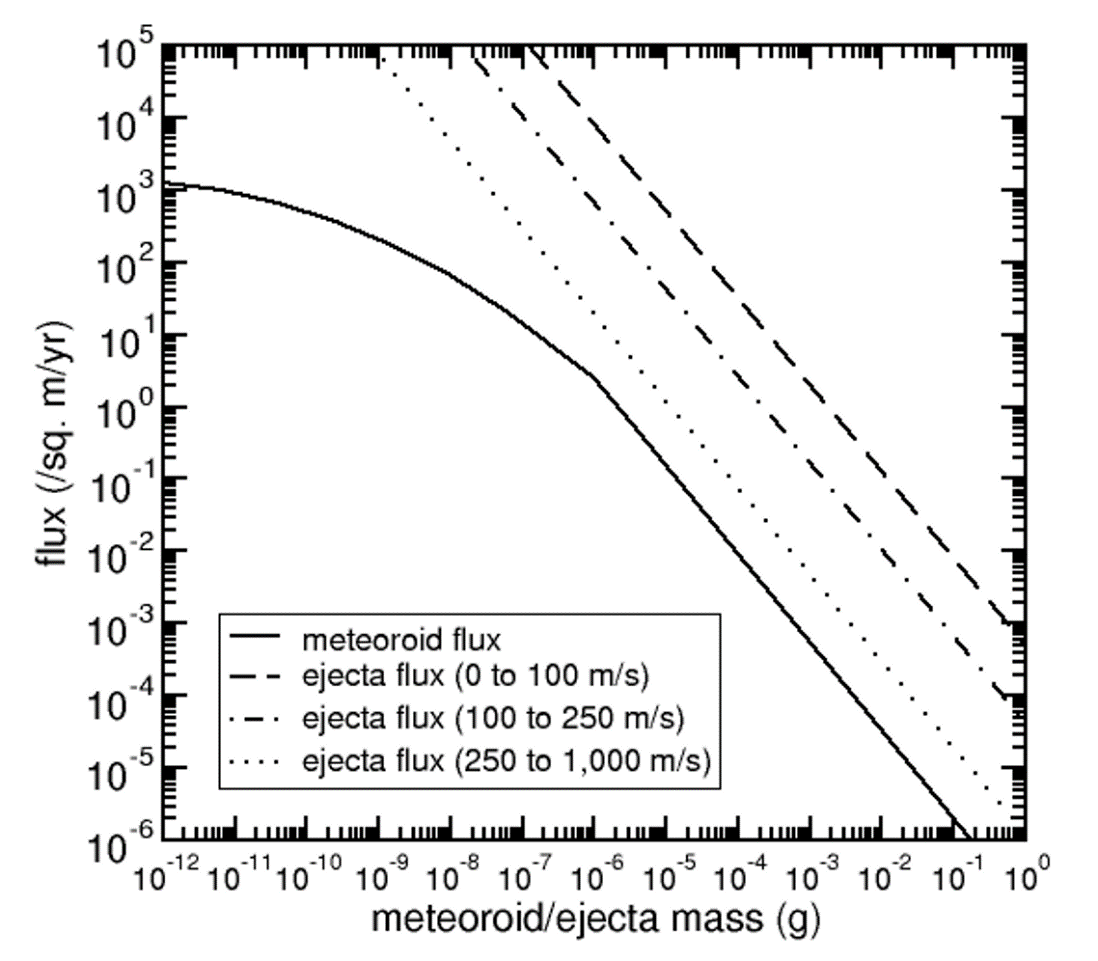 10^5
10^4
10^3
10^2
10^1
10^0
10^-1
10^-2
10^-3
10^-4
10^-5
10^-6
flux (/sq. m/yr)
meteoroid flux
ejecta flux (0 to 100 m/s)
ejecta flux (100 to 250 m/s)
ejecta flux (250 to 1,000 m/s)
10^-12 10^-11 10^-10 10^-9 10^-8 10^-7 10^-6 10^-5 10^-4 10^-3 10^-2 10^-1 10^0
meteoroid/ejecta mass (g)